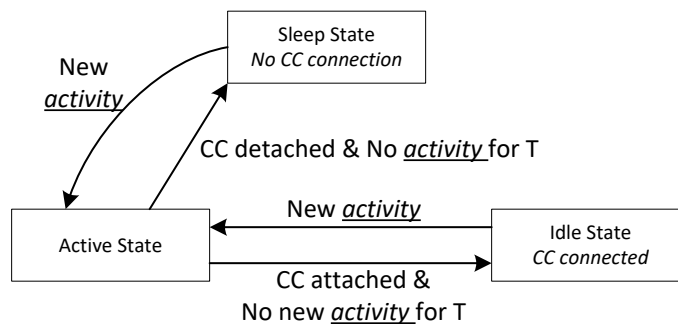 Sleep State
No CC connection
New
activity
CC detached & No activity for T
New activity
Active State
Idle State
CC connected
CC attached &
No new activity for T